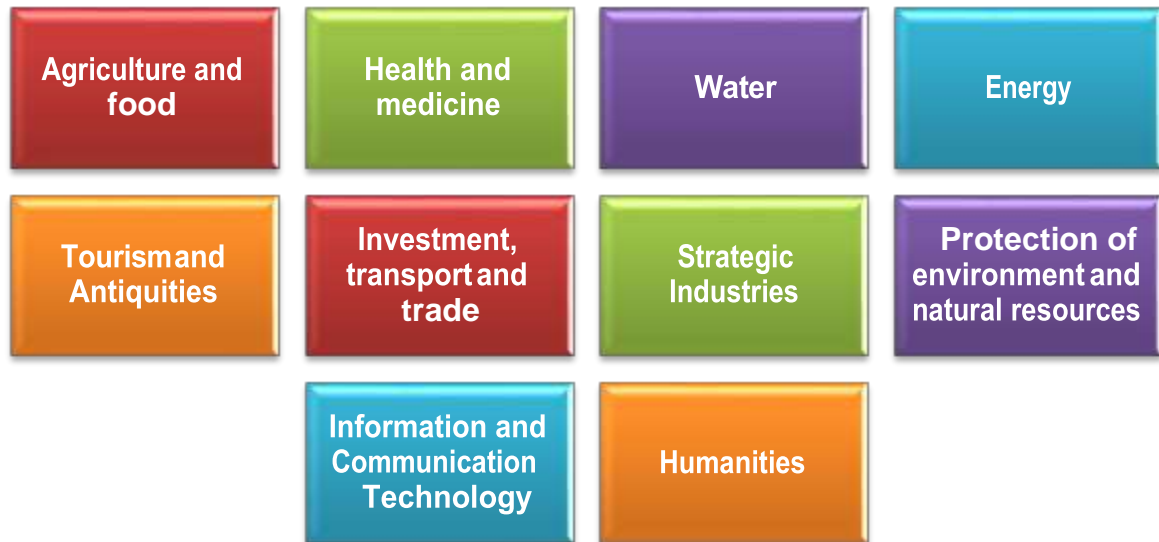 Agriculture and
food
Health and
medicine
Water
Energy
Tourism and
Antiquities
Investment,
transport and
trade
Strategic
Industries
Protection of
environment and
natural resources
Information and
Communication
Technology
Humanities